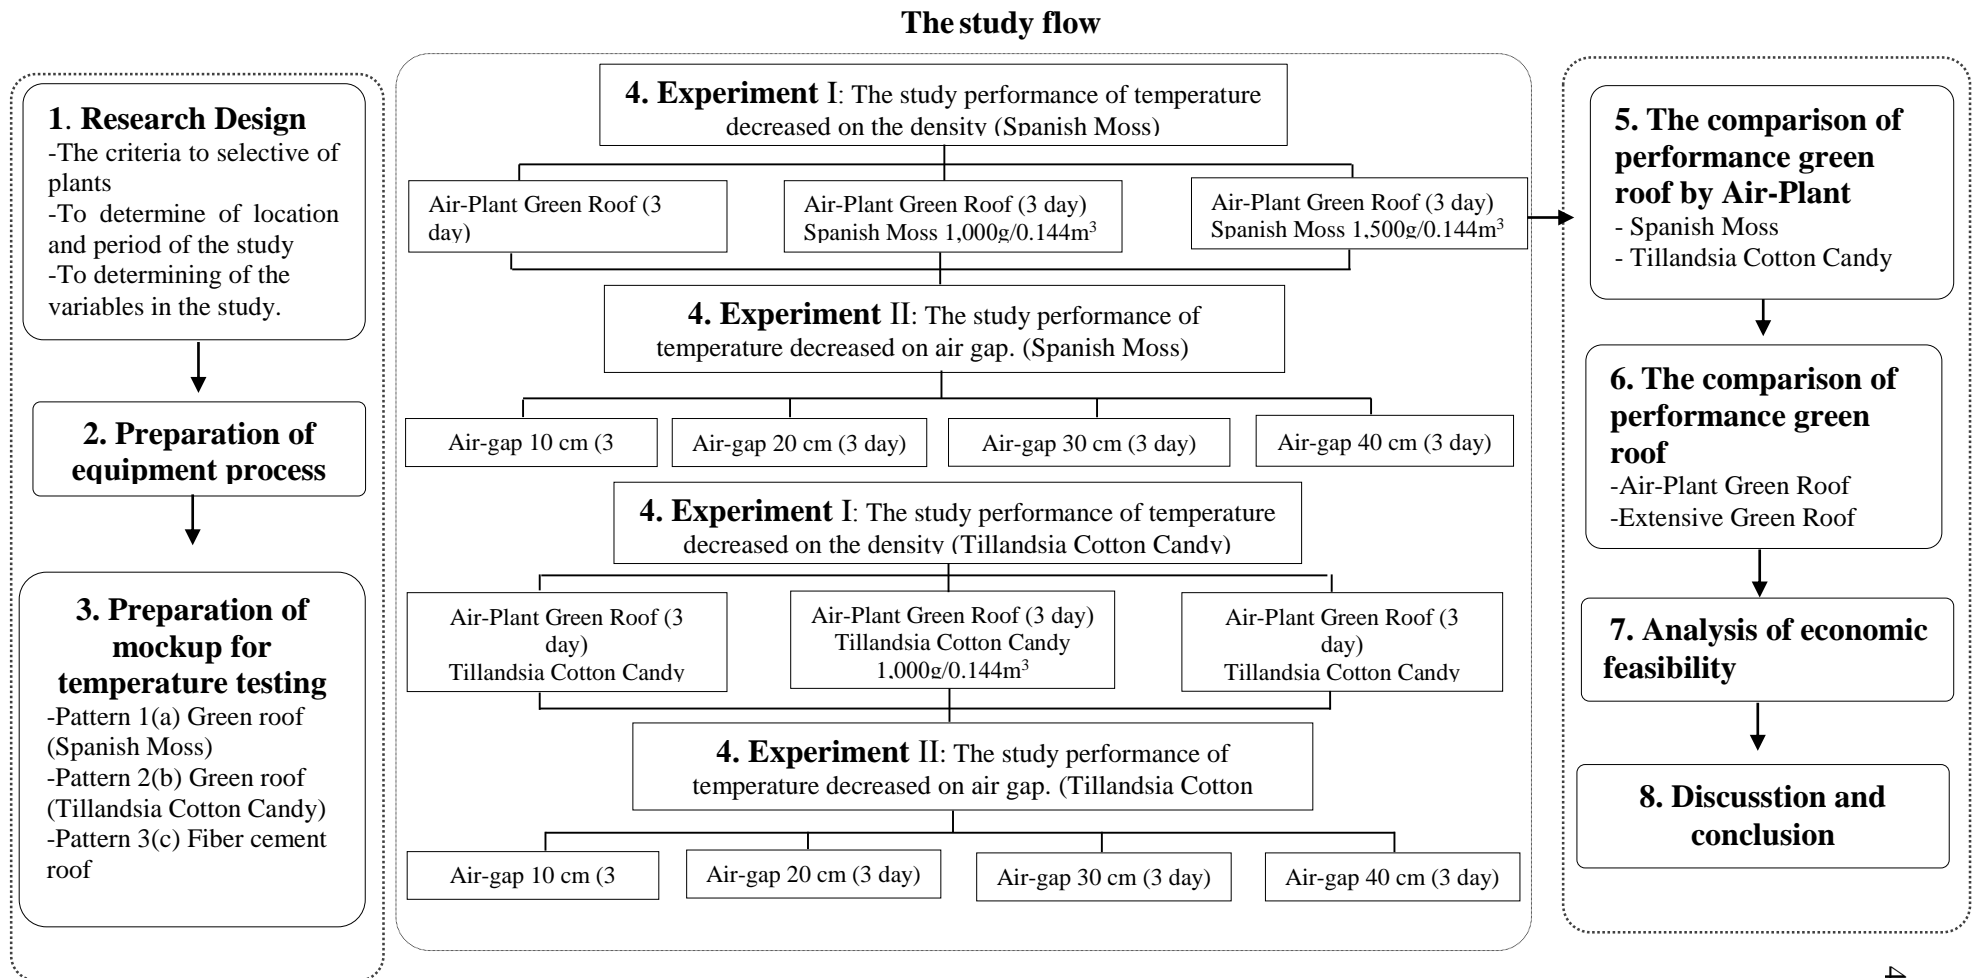 The study flow
1. Research Design
-The criteria to selective of
plants
-To determine of location
and period of the study
-To determining of the
variables in the study.
2. Preparation of
equipment process
3. Preparation of
mockup for
temperature testing
-Pattern 1(a) Green roof
(Spanish Moss)
-Pattern 2(b) Green roof
(Tillandsia Cotton Candy)
-Pattern 3(c) Fiber cement
roof
4. Experiment I: The study performance of temperature
decreased on the density (Spanish Moss)
Air-Plant Green Roof (3
day)
Air-Plant Green Roof (3 day)
Spanish Moss 1,000g/0.144m³
Air-Plant Green Roof (3 day)
Spanish Moss 1,500g/0.144m³
4. Experiment II: The study performance of
temperature decreased on air gap. (Spanish Moss)
Air-gap 10 cm (3
Air-gap 20 cm (3 day)
Air-gap 30 cm (3 day)
Air-gap 40 cm (3 day)
4. Experiment I: The study performance of temperature
decreased on the density (Tillandsia Cotton Candy)
Air-Plant Green Roof (3
day)
Tillandsia Cotton Candy
Air-Plant Green Roof (3 day)
Tillandsia Cotton Candy
1,000g/0.144m³
Air-Plant Green Roof (3
day)
Tillandsia Cotton Candy
4. Experiment II: The study performance of
temperature decreased on air gap. (Tillandsia Cotton
Air-gap 10 cm (3
Air-gap 20 cm (3 day)
Air-gap 30 cm (3 day)
Air-gap 40 cm (3 day)
5. The comparison of
performance green
roof by Air-Plant
- Spanish Moss
- Tillandsia Cotton Candy
6. The comparison of
performance green
roof
-Air-Plant Green Roof
-Extensive Green Roof
7. Analysis of economic
feasibility
8. Discusstion and
conclusion
4